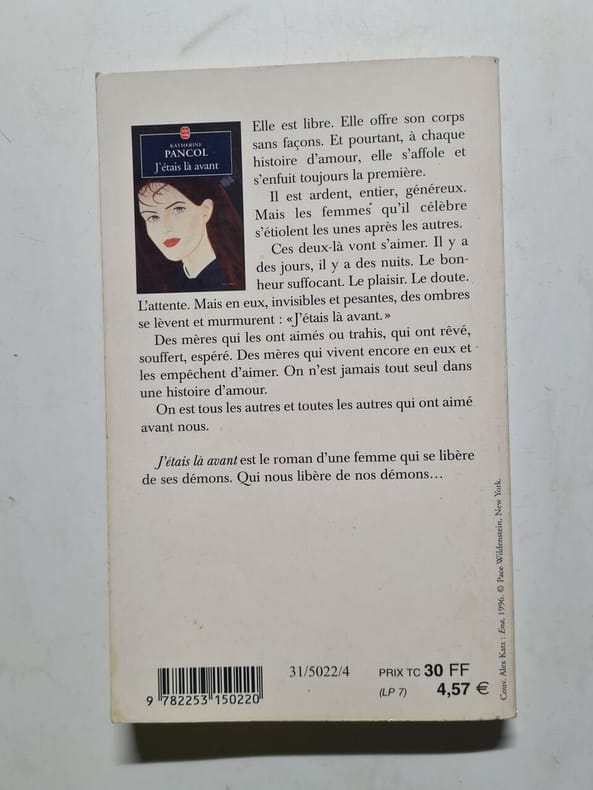 KATHERINE
PANCOL
J'étais là avant
Elle est libre. Elle offre son corps
sans façons. Et pourtant, à chaque
histoire d'amour, elle s'affole et
s'enfuit toujours la première.
Il est ardent, entier, généreux.
Mais les femmes qu'il célèbre
s'étiolent les unes après les autres.
Ces deux-là vont s'aimer. Il y a
des jours, il y a des nuits. Le bon-
heur suffocant. Le plaisir. Le doute.
L'attente. Mais en eux, invisibles et pesantes, des ombres
se lèvent et murmurent : «J'étais là avant.»
Des mères qui les ont aimés ou trahis, qui ont rêvé,
souffert, espéré. Des mères qui vivent encore en eux et
les empêchent d'aimer. On n'est jamais tout seul dans
une histoire d'amour.
On est tous les autres et toutes les autres qui ont aimé
avant nous.
J'étais là avant est le roman d'une femme qui se libère
de ses démons. Qui nous libère de nos démons...
Couv. Alex Katz : Ena, 1996. © Pace Wildenstein, New York.
9 782253 150220
31/5022/4
PRIX TC 30 FF
(LP 7) 4,57 €